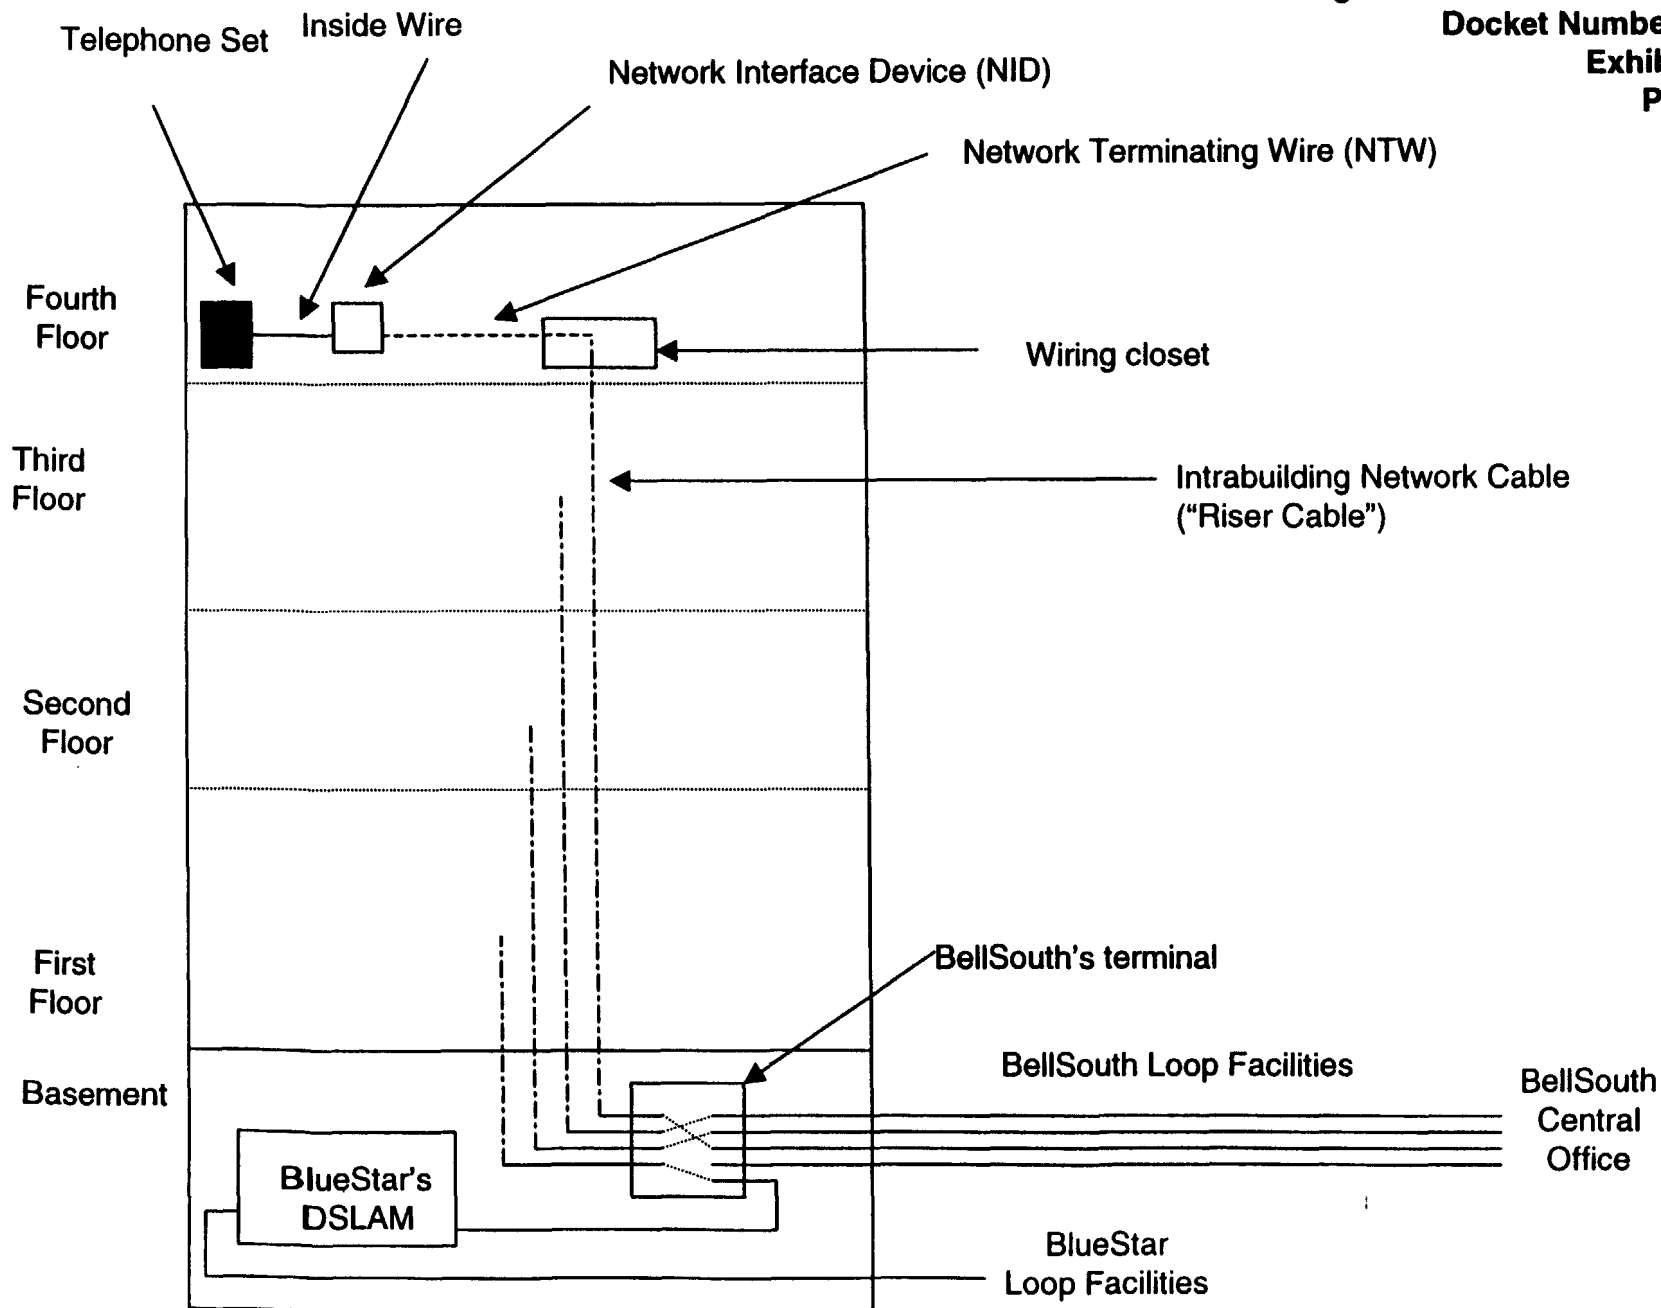 Docket Numbe
Exhi
P
Telephone Set
Inside Wire
Network Interface Device (NID)
Network Terminating Wire (NTW)
Fourth
Floor
Wiring closet
Third
Floor
Intrabuilding Network Cable
(“Riser Cable”)
Second
Floor
First
Floor
BellSouth's terminal
Basement
BellSouth Loop Facilities
BellSouth
Central
Office
BlueStar's
DSLAM
BlueStar
Loop Facilities